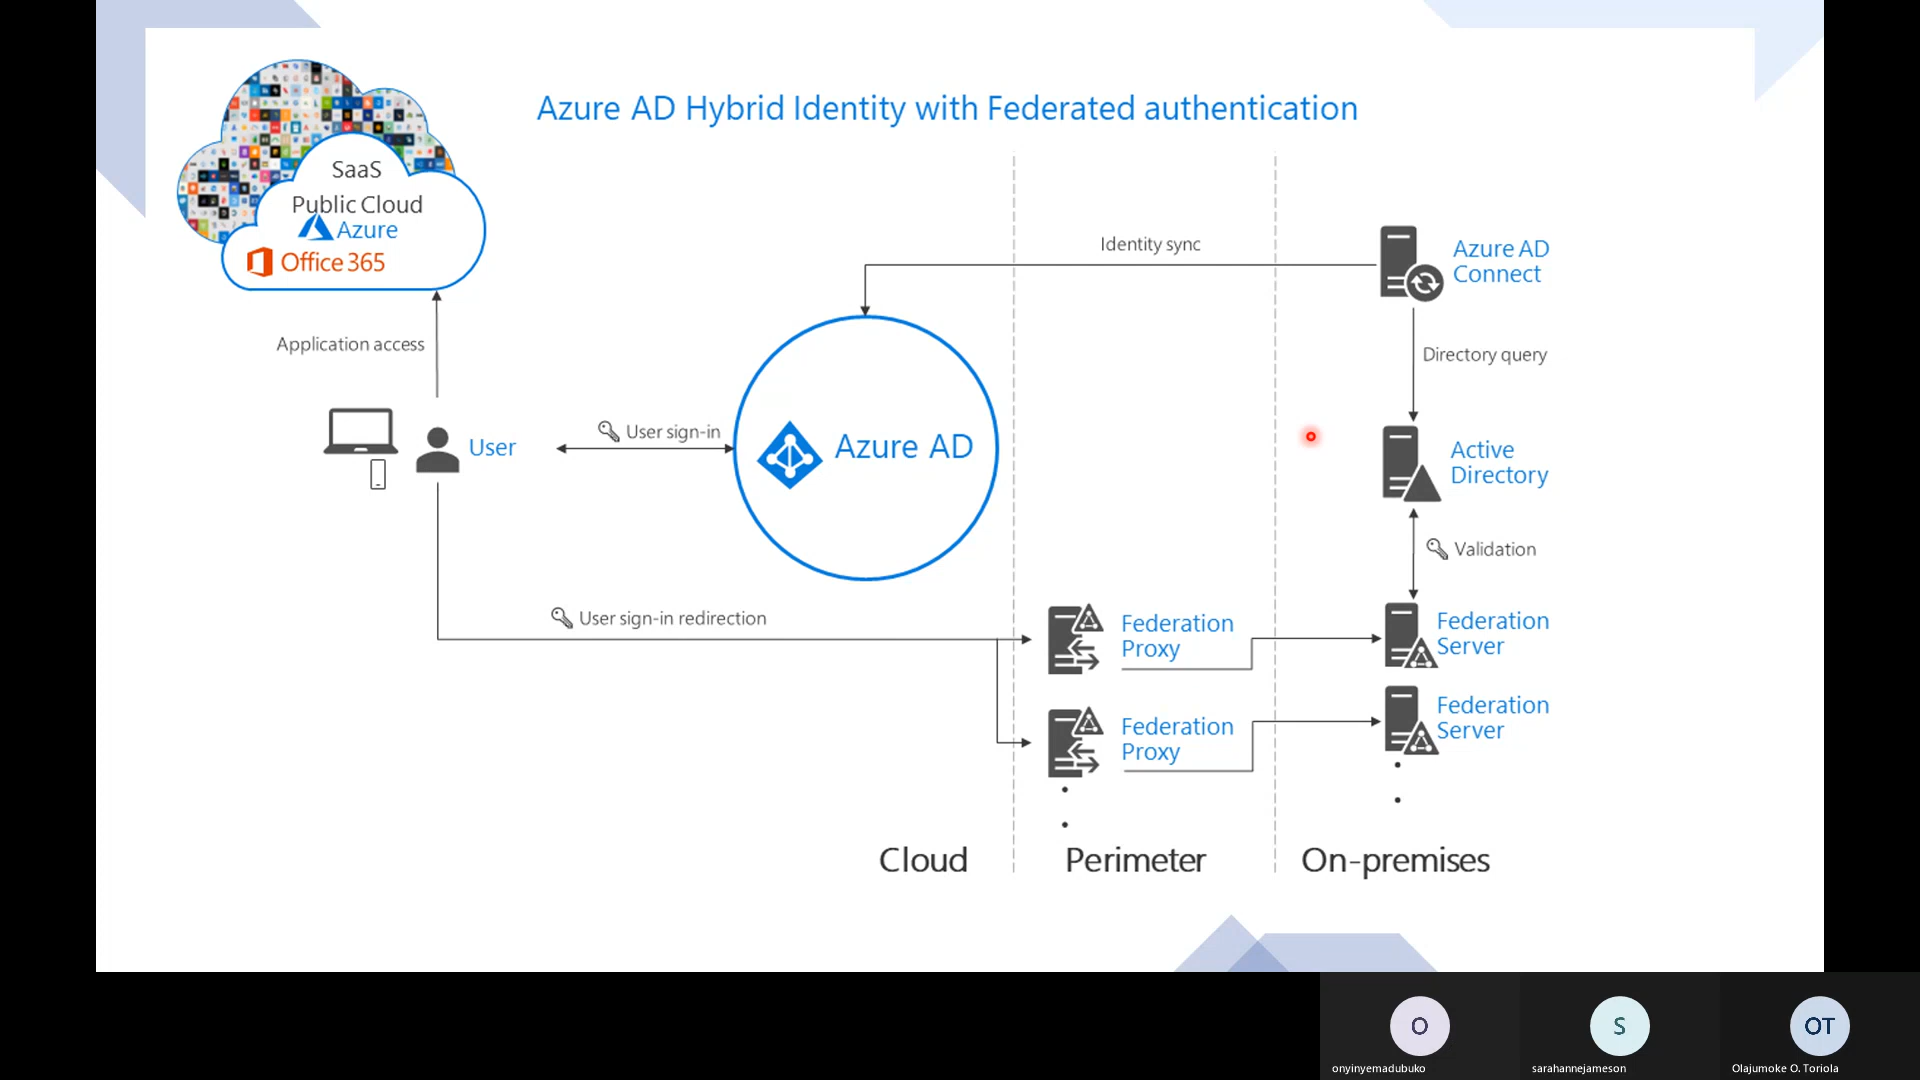 Azure AD Hybrid Identity with Federated authentication
SaaS
Public Cloud
Azure
Office 365
Identity sync
Azure AD
Connect
Application access
Directory query
User
User sign-in
Azure AD
Active
Directory
Validation
User sign-in redirection
Federation
Proxy
Federation
Server
Federation
Proxy
Federation
Server
Cloud
Perimeter
On-premises
O
S
OT
onyinyemadubuko
sarahannejameson
Olajumoke O. Toriola